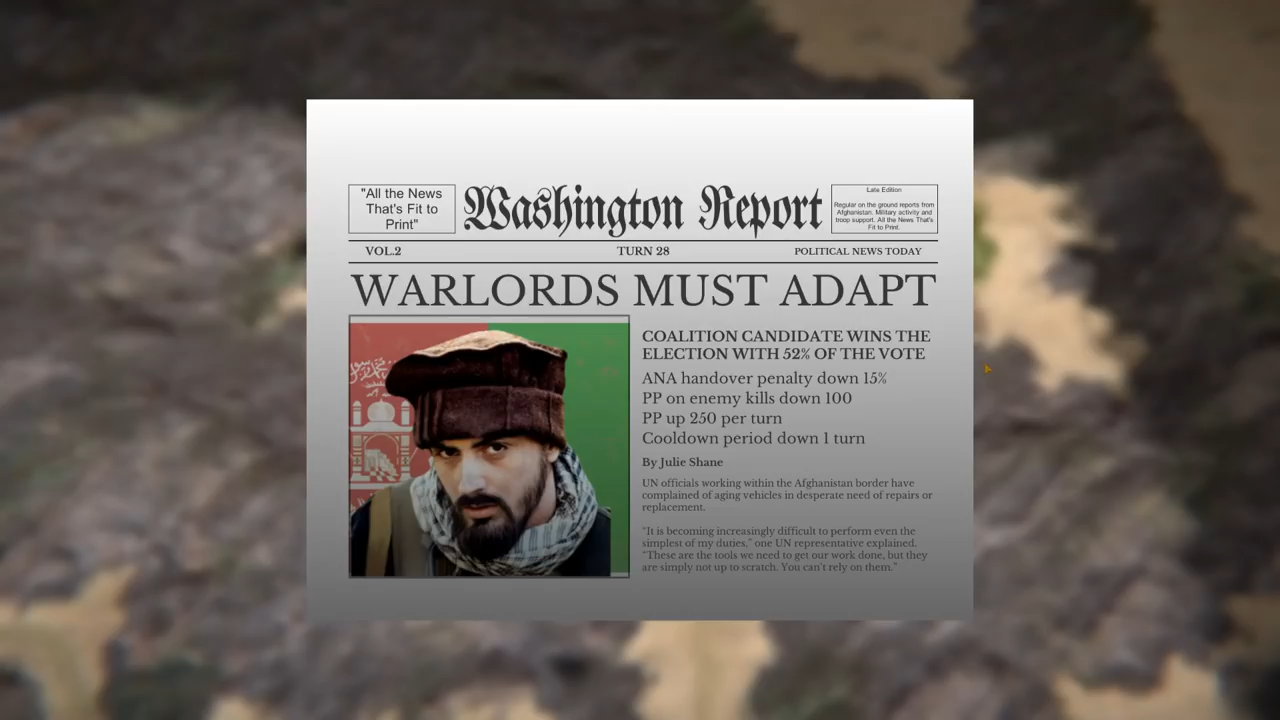 "All the News
That's Fit to
Print"
Washington Report
Late Edition
Regular on the ground reports from
Afghanistan. Military activity and
troop support. All the News That's
Fit to Print.
VOL.2
TURN 28
POLITICAL NEWS TODAY
WARLORDS MUST ADAPT
COALITION CANDIDATE WINS THE
ELECTION WITH 52% OF THE VOTE
ANA handover penalty down 15%
PP on enemy kills down 100
PP up 250 per turn
Cooldown period down 1 turn
By Julie Shane
UN officials working within the Afghanistan border have
complained of aging vehicles in desperate need of repairs or
replacement.
"It is becoming increasingly difficult to perform even the
simplest of my duties," one UN representative explained.
"These are the tools we need to get our work done, but they
are simply not up to scratch. You can't rely on them."